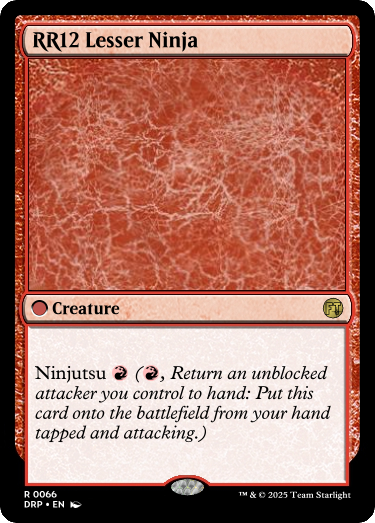 RR12 Lesser Ninja
Creature
FT
Ninjutsu (, Return an unblocked
attacker you control to hand: Put this
card onto the battlefield from your hand
tapped and attacking.)
R 0066
DRP • EN
™ & © 2025 Team Starlight